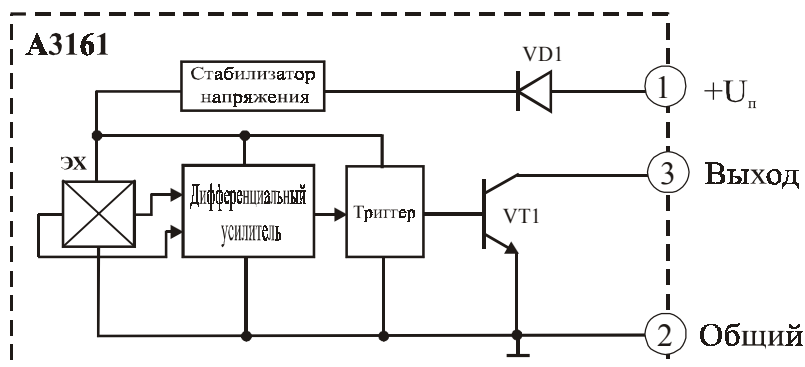 A3161
Стабилизатор
напряжения
VD1
1
+Uп
ЭХ
Дифференциальный
усилитель
Триггер
VT1
3
Выход
2
Общий